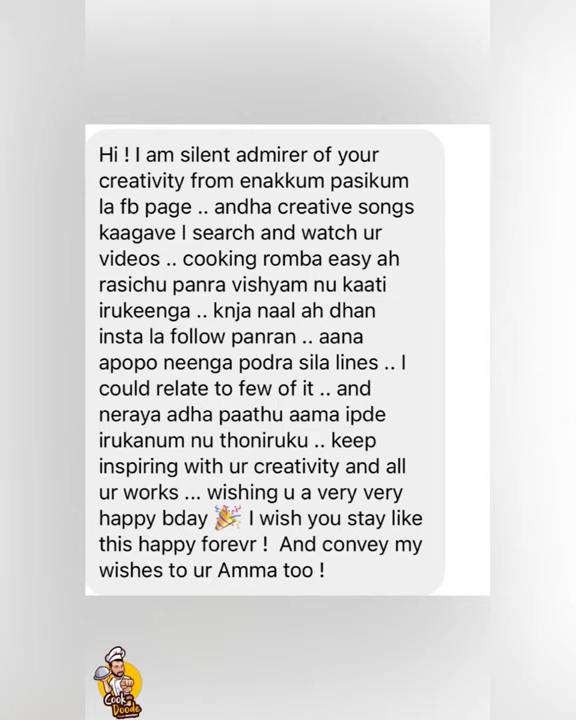 Hi ! I am silent admirer of your
creativity from enakkum pasikum
la fb page .. andha creative songs
kaagave I search and watch ur
videos .. cooking romba easy ah
rasichu panra vishyam nu kaati
irukeenga .. knja naal ah dhan
insta la follow panran .. aana
apopo neenga podra sila lines .. I
could relate to few of it .. and
neraya adha paathu aama ipde
irukanum nu thoniruku .. keep
inspiring with ur creativity and all
ur works ... wishing u a very very
happy bday 🎉 I wish you stay like
this happy forevr ! And convey my
wishes to ur Amma too !
Cook
Doode